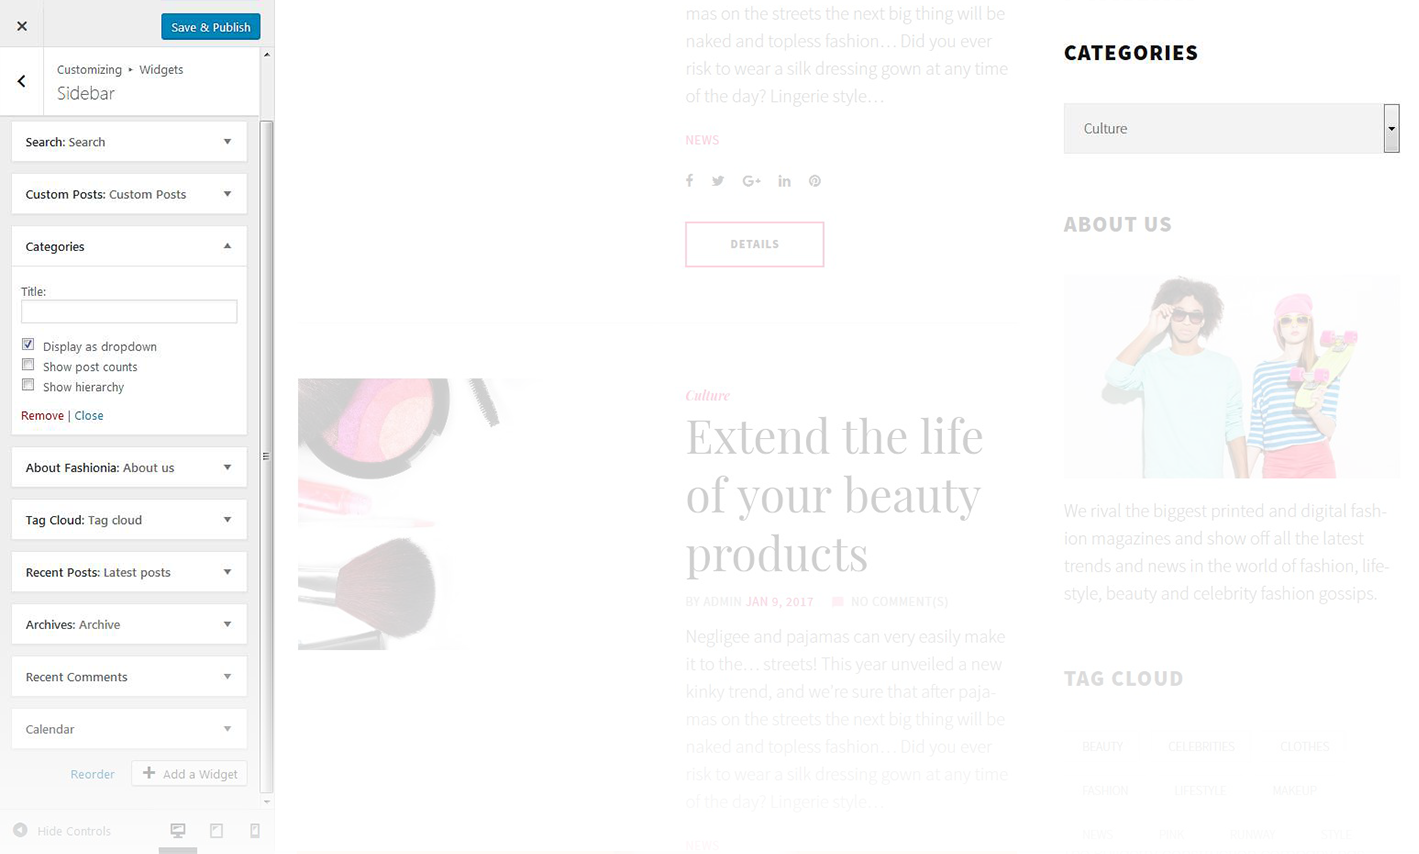 Save & Publish
Customizing ▸ Widgets
Sidebar
Search: Search
Custom Posts: Custom Posts
Categories
Title:
Display as dropdown
Show post counts
Show hierarchy
Remove | Close
About Fashionia: About us
Tag Cloud: Tag cloud
Recent Posts: Latest posts
Archives: Archive
Recent Comments
Calendar
Reorder
Add a Widget
Hide Controls
mas on the streets the next big thing will be
naked and topless fashion… Did you ever
risk to wear a silk dressing gown at any time
of the day? Lingerie style…
NEWS
DETAILS
Culture
Extend the life
of your beauty
products
BY ADMIN JAN 9, 2017 NO COMMENT(S)
Negligee and pajamas can very easily make
it to the… streets! This year unveiled a new
kinky trend, and we're sure that after paja-
mas on the streets the next big thing will be
naked and topless fashion… Did you ever
risk to wear a silk dressing gown at any time
of the day? Lingerie style…
NEWS
CATEGORIES
Culture
ABOUT US
We rival the biggest printed and digital fash-
ion magazines and show off all the latest
trends and news in the world of fashion, life-
style, beauty and celebrity fashion gossips.
TAG CLOUD
BEAUTY CELEBRITIES CLOTHES
FASHION LIFESTYLE MAKEUP
NEWS PINK RUNWAY STYLE